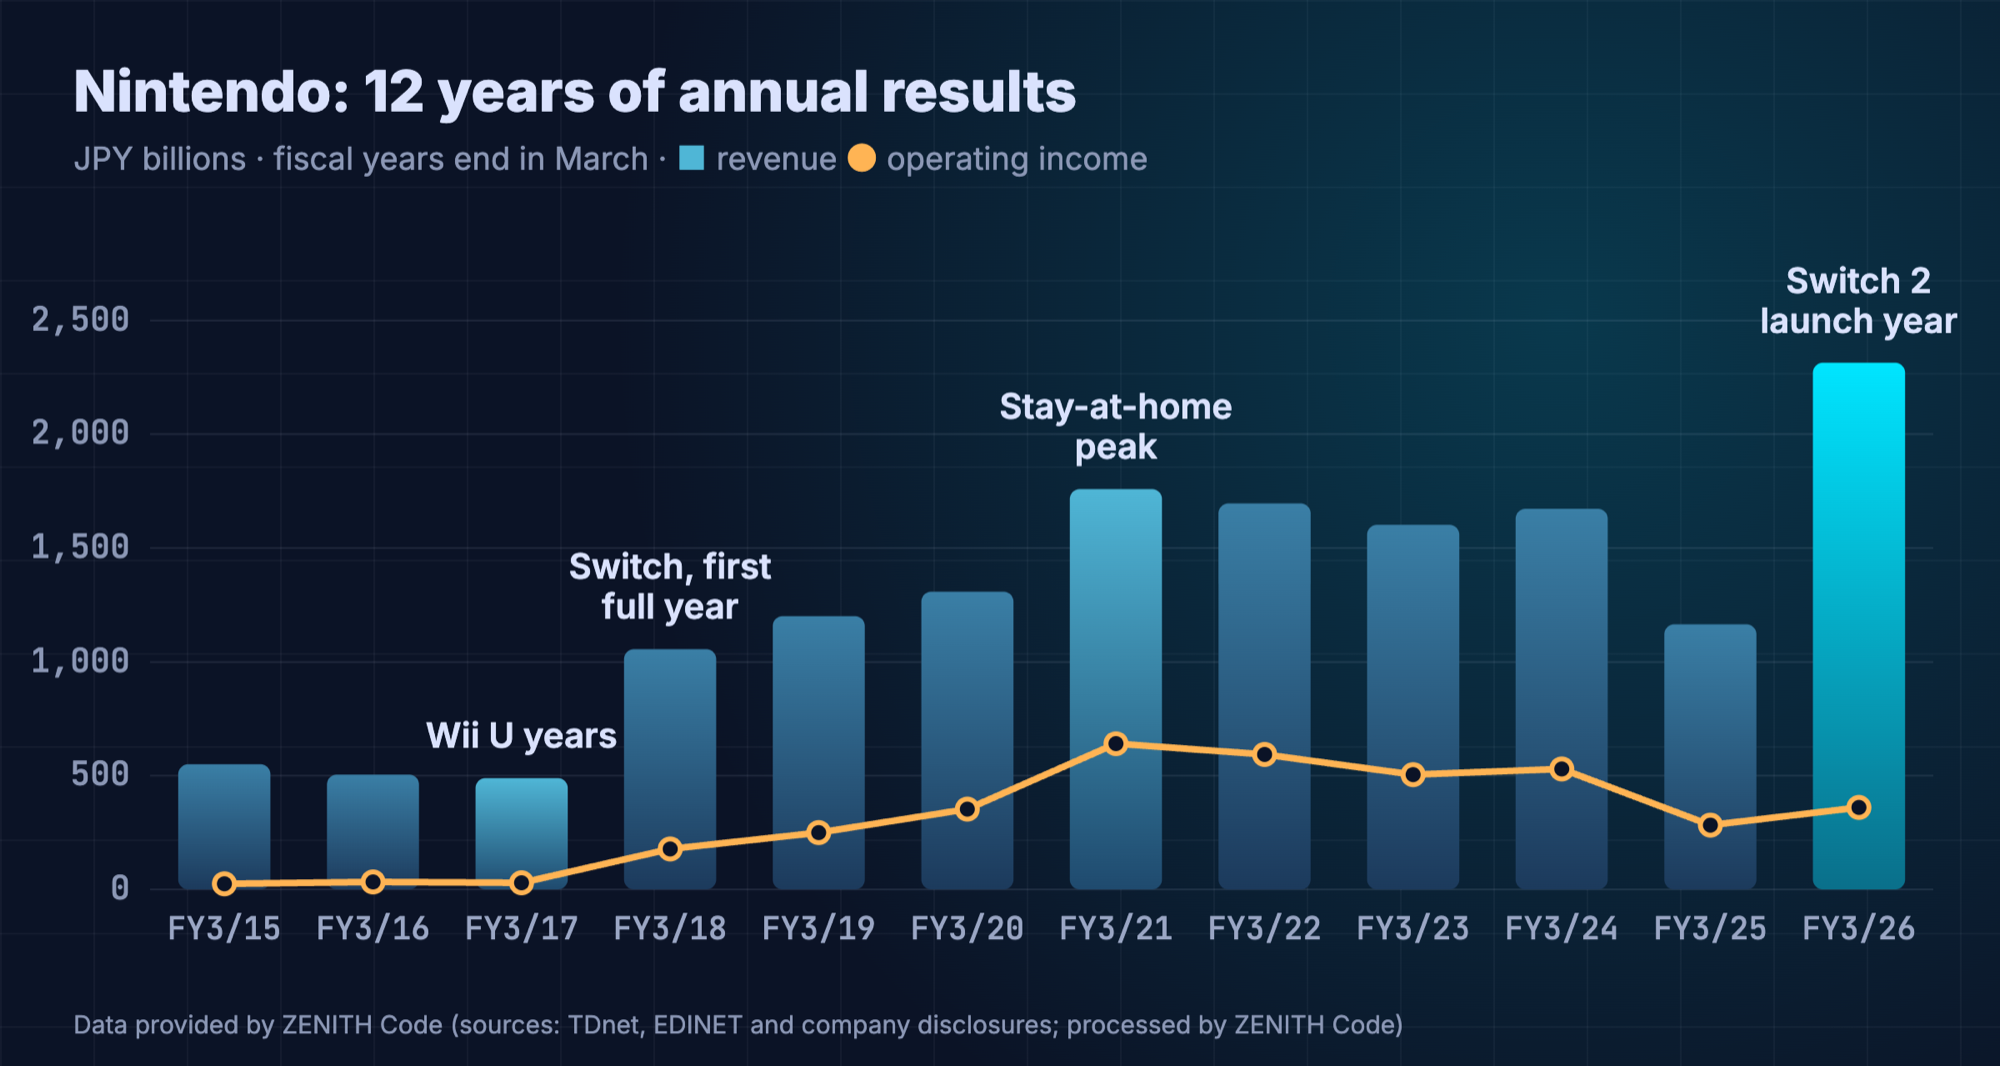 Nintendo: 12 years of annual results
JPY billions · fiscal years end in March · revenue operating income
Switch 2
launch year
2,500
Stay-at-home
peak
2,000
Switch, first
full year
1,500
1,000
Wii U years
500
0
FY3/15 FY3/16 FY3/17 FY3/18 FY3/19 FY3/20 FY3/21 FY3/22 FY3/23 FY3/24 FY3/25 FY3/26
Data provided by ZENITH Code (sources: TDnet, EDINET and company disclosures; processed by ZENITH Code)